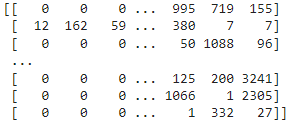 [[   0    0    0 ...  995  719  155]
 [  12  162   59 ...  380    7    7]
 [   0    0    0 ...   50 1088   96]
 ...
 [   0    0    0 ...  125  200 3241]
 [   0    0    0 ... 1066    1 2305]
 [   0    0    0 ...    1  332   27]]